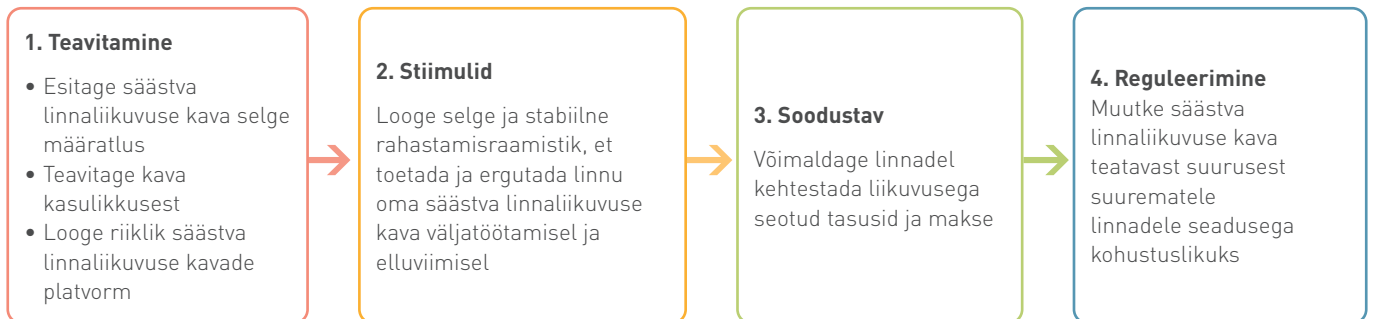 1. Teavitamine
• Esitage säästva
linnaliikuvuse kava selge
määratlus
• Teavitage kava
kasulikkusest
• Looge riiklik säästva
linnaliikuvuse kavade
platvorm
2. Stiimulid
Looge selge ja stabiilne
rahastamisraamistik, et
toetada ja ergutada linnu
oma säästva linnaliikuvuse
kava väljatöötamisel ja
elluviimisel
3. Soodustav
Võimaldage linnadel
kehtestada liikuvusega
seotud tasusid ja makse
4. Reguleerimine
Muutke säästva
linnaliikuvuse kava
teatavast suurusest
suurematele
linnadele seadusega
kohustuslikuks